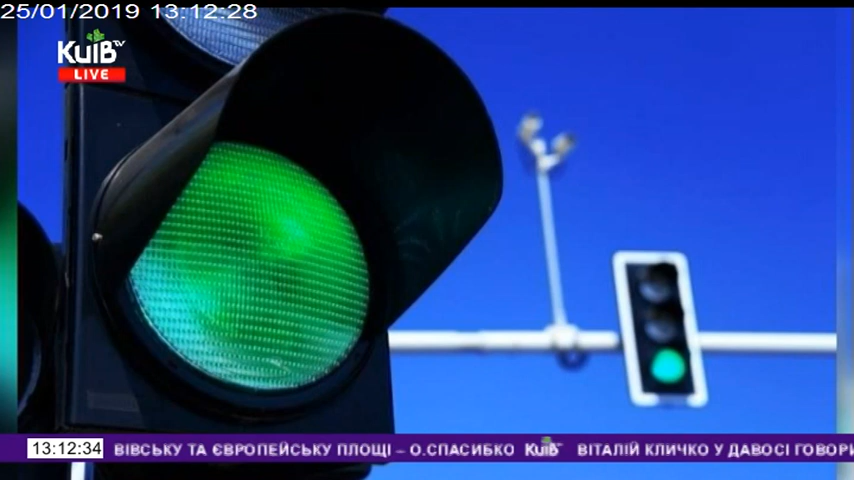 25/01/2019 13:12:28
КиїВ TV
LIVE
13:12:34 ВІВСЬКУ ТА ЄВРОПЕЙСЬКУ ПЛОЩІ – О.СПАСИБКО КиїВ ВІТАЛІЙ КЛИЧКО У ДАВОСІ ГОВОРИ